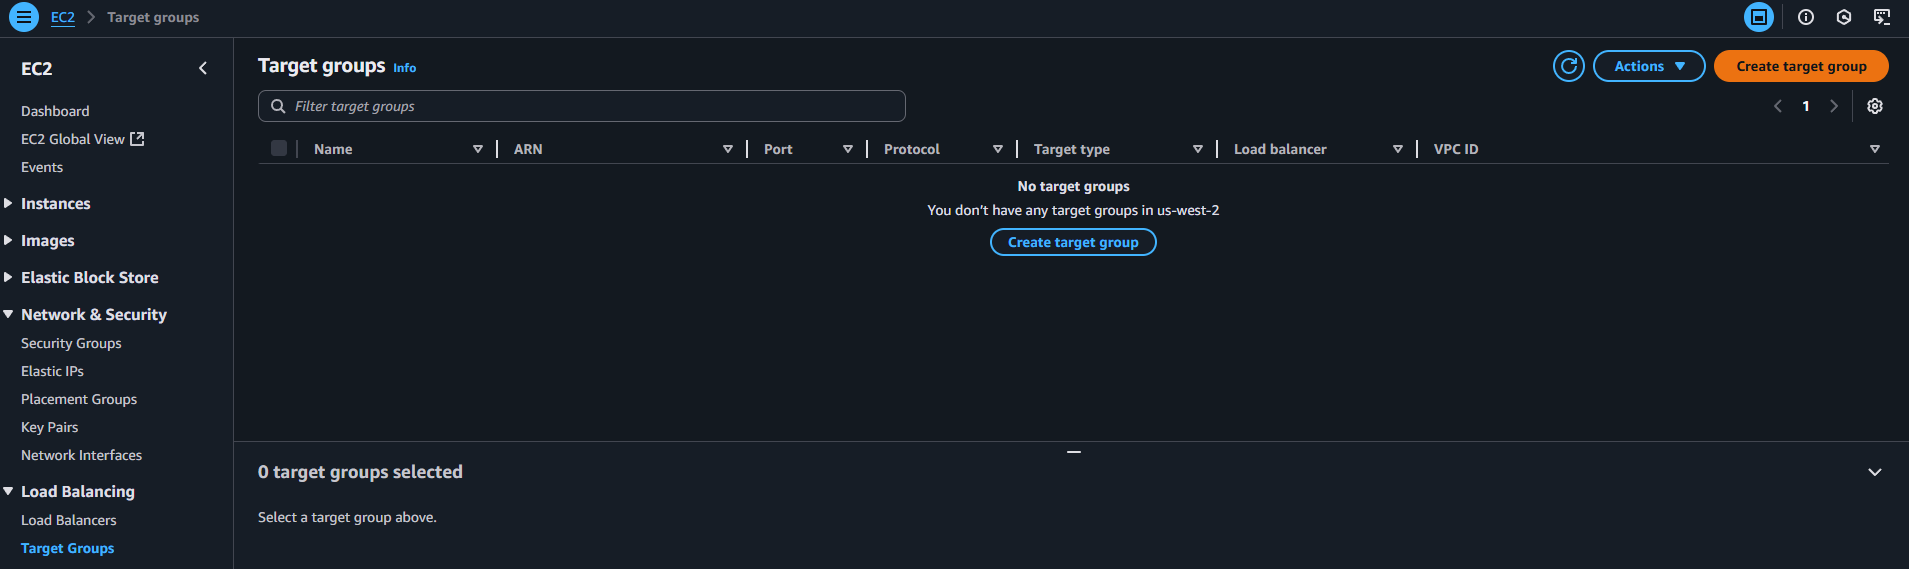 EC2 > Target groups
EC2
Dashboard
EC2 Global View
Events
Instances
Images
Elastic Block Store
Network & Security
Security Groups
Elastic IPs
Placement Groups
Key Pairs
Network Interfaces
Load Balancing
Load Balancers
Target Groups
Target groups Info
Actions
Create target group
Filter target groups
1
Name ARN Port Protocol Target type Load balancer VPC ID
No target groups
You don’t have any target groups in us-west-2
Create target group
0 target groups selected
Select a target group above.